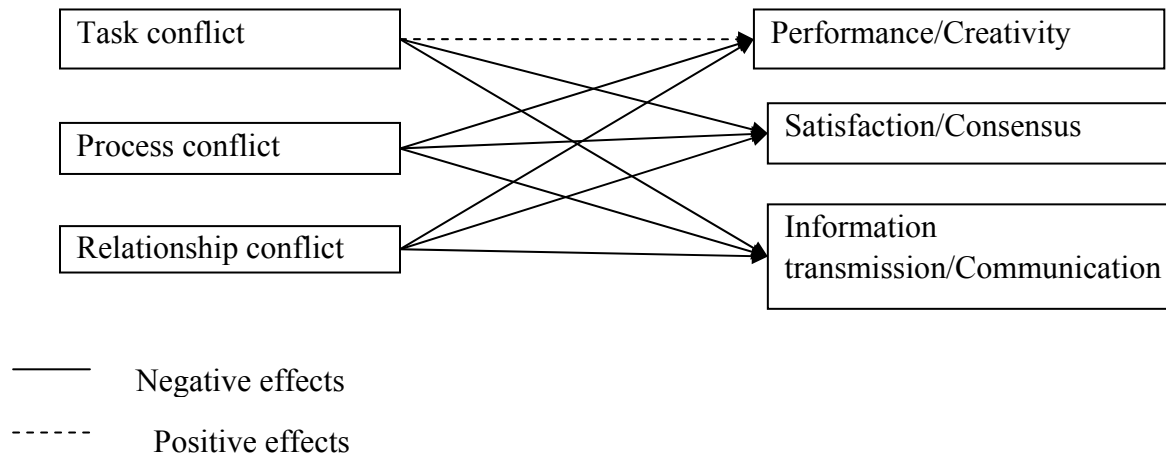 Task conflict
Performance/Creativity
Process conflict
Satisfaction/Consensus
Relationship conflict
Information
transmission/Communication
Negative effects
Positive effects